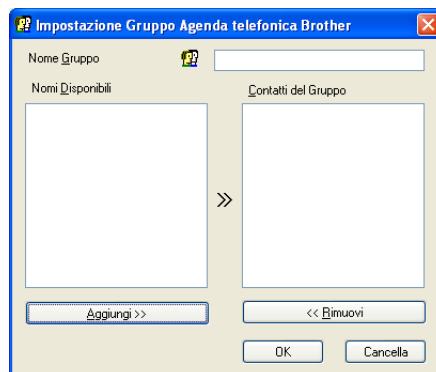 Impostazione Gruppo Agenda telefonica Brother
Nome Gruppo
Nomi Disponibili
Contatti del Gruppo
Aggiungi >>
<< Rimuovi
OK
Cancella